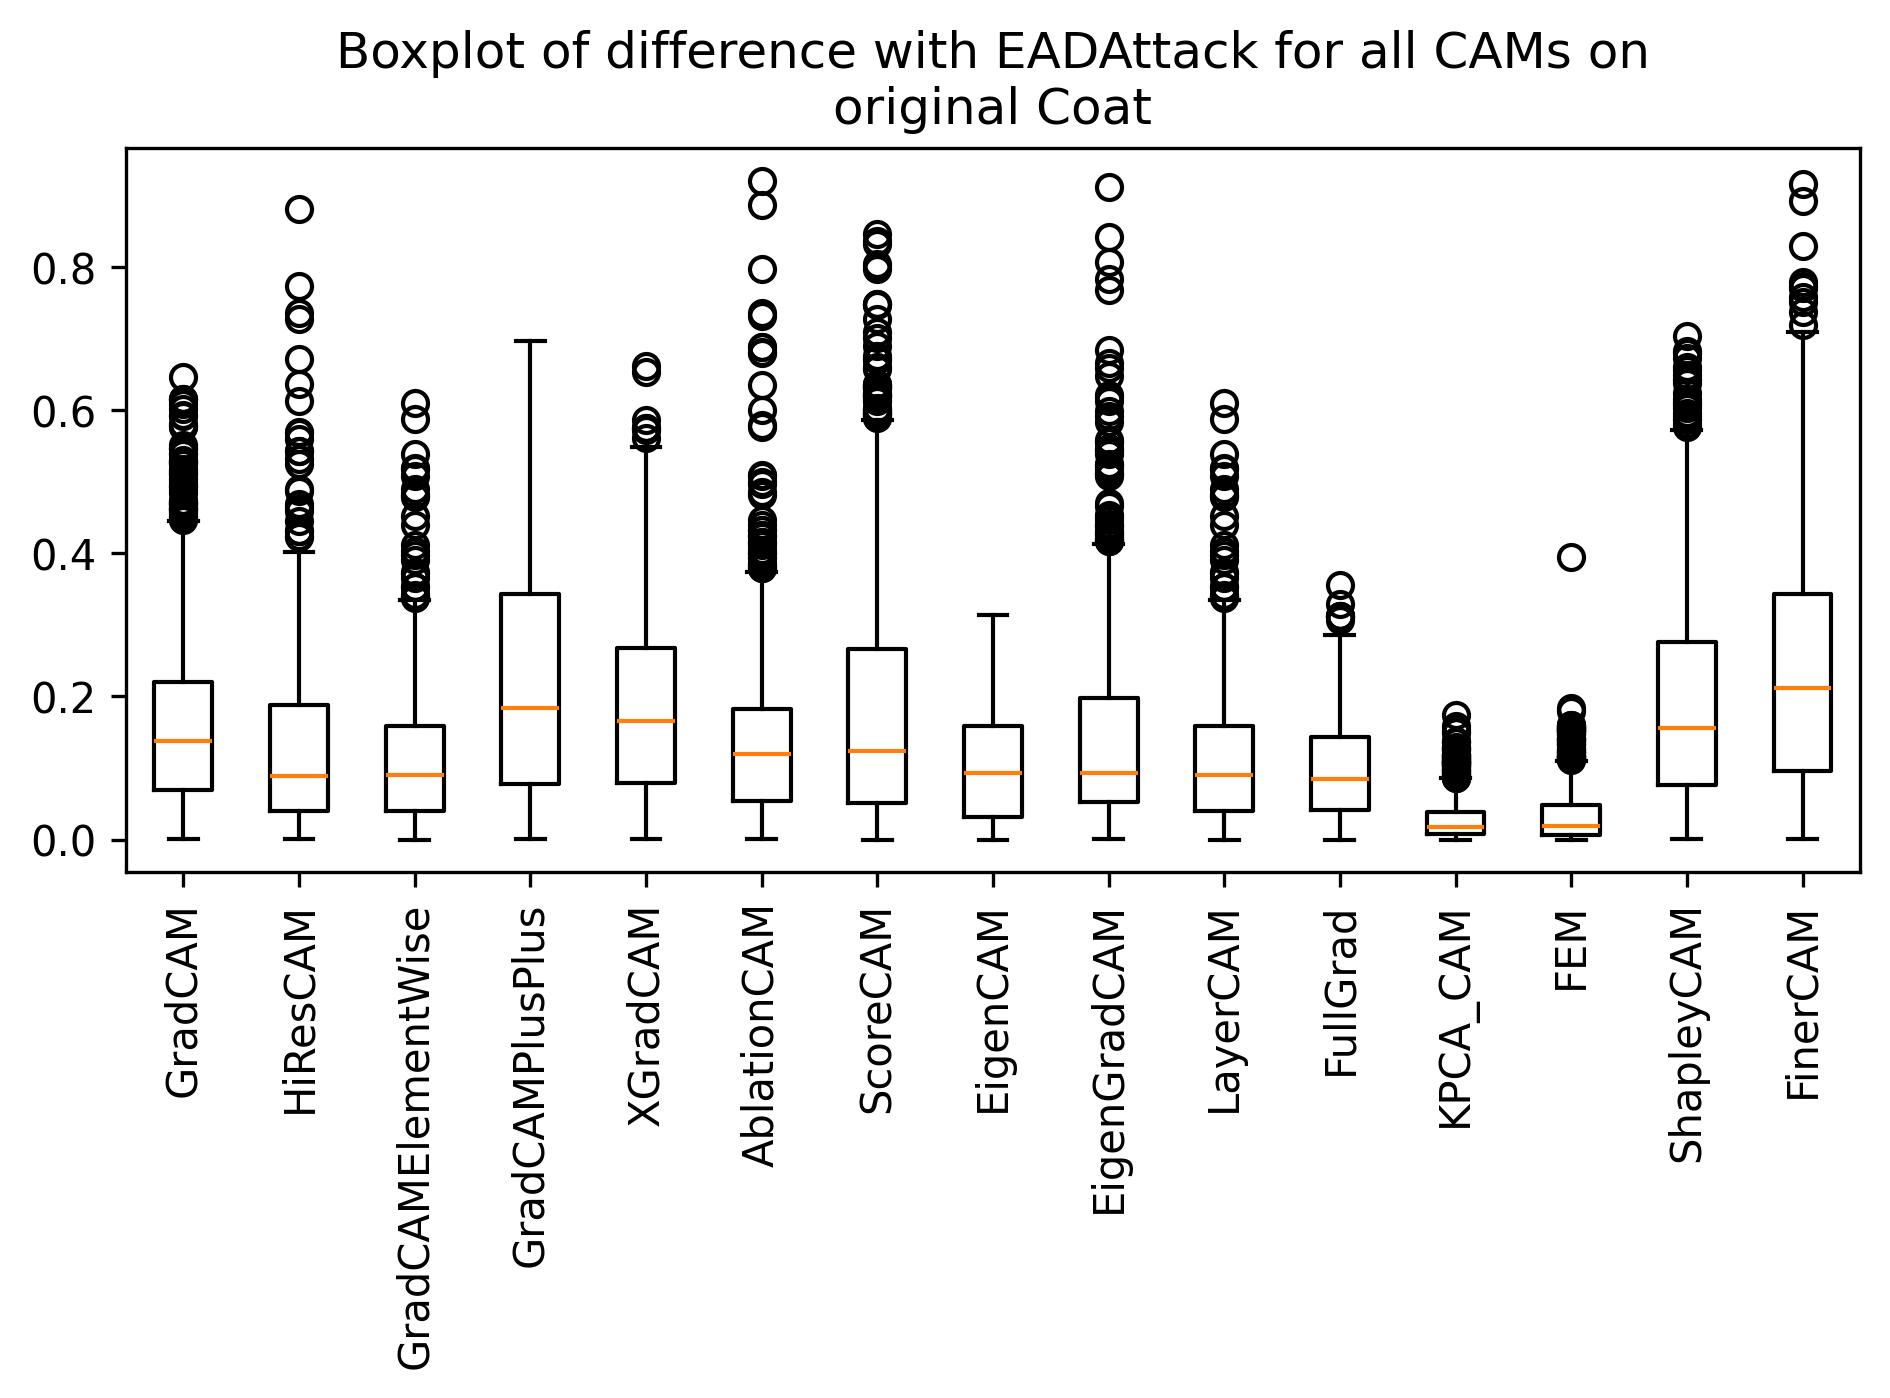 Boxplot of difference with EADAttack for all CAMs on
original Coat
0.8
0.6
0.4
0.2
0.0
GradCAM
HiResCAM
GradCAMElementWise
GradCAMPlusPlus
XGradCAM
AblationCAM
ScoreCAM
EigenCAM
EigenGradCAM
LayerCAM
FullGrad
KPCA_CAM
FEM
ShapleyCAM
FinerCAM